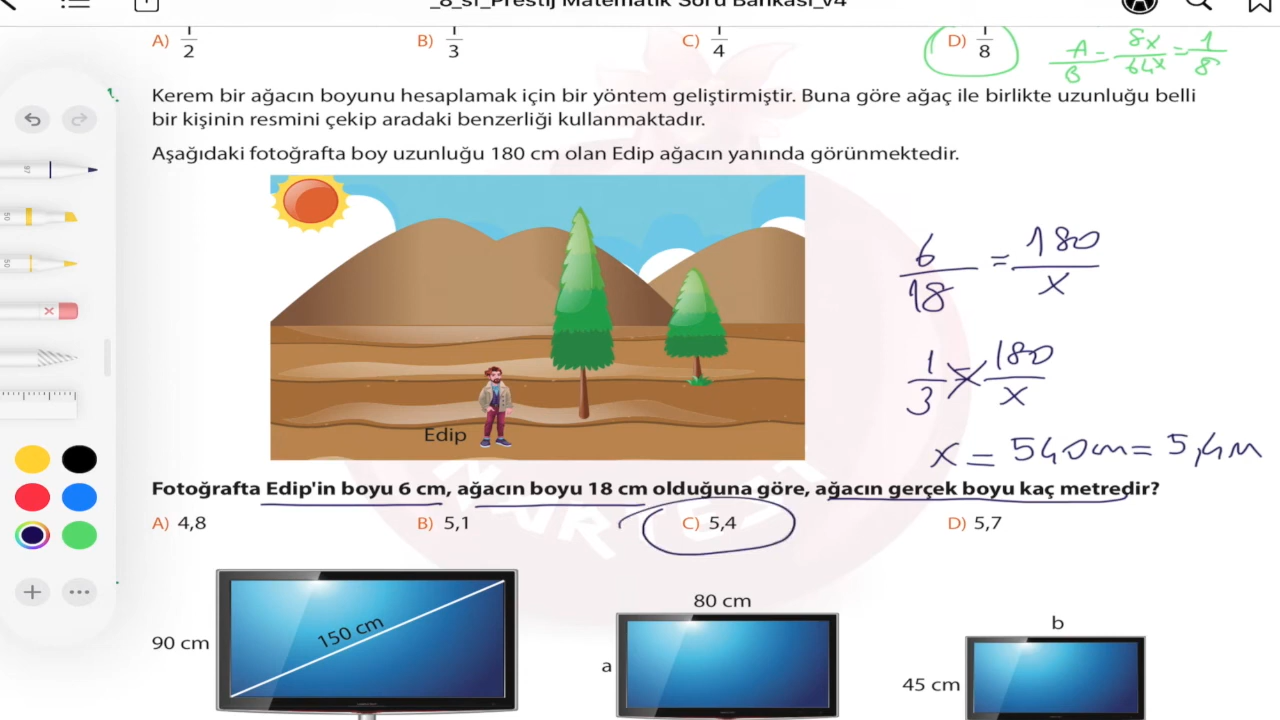 _8_sı_Prestij Matematik Soru Bankası_v4
A) 1/2 B) 1/3 C) 1/4 D) 1/8
A/B = 8x/64x = 1/8
Kerem bir ağacın boyunu hesaplamak için bir yöntem geliştirmiştir. Buna göre ağaç ile birlikte uzunluğu belli
bir kişinin resmini çekip aradaki benzerliği kullanmaktadır.
Aşağıdaki fotoğrafta boy uzunluğu 180 cm olan Edip ağacın yanında görünmektedir.
6/18 = 180/x
1/3 = 180/x
Edip
x = 540cm = 5,4m
Fotoğrafta Edip'in boyu 6 cm, ağacın boyu 18 cm olduğuna göre, ağacın gerçek boyu kaç metredir?
A) 4,8 B) 5,1 C) 5,4 D) 5,7
80 cm
b
150 cm
90 cm
a
45 cm